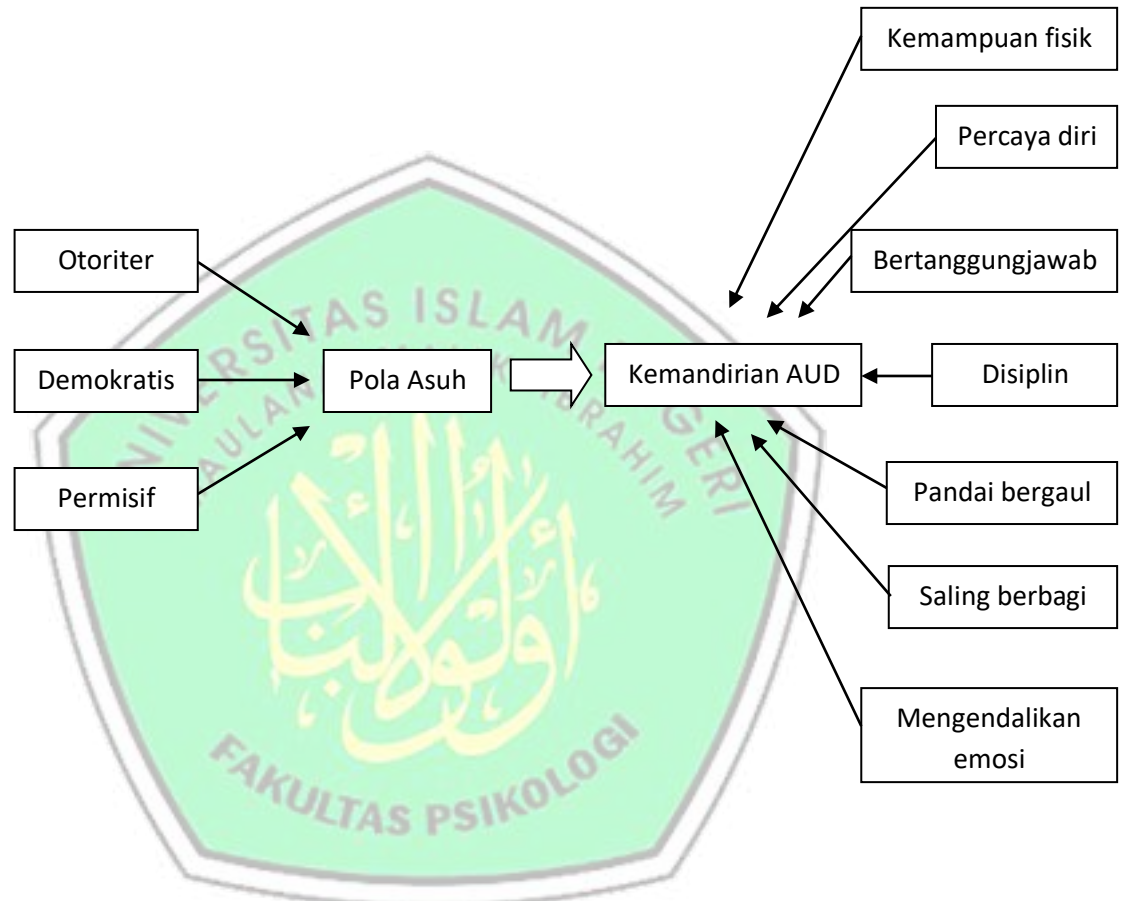 Kemampuan fisik
Percaya diri
Otoriter
Bertanggungjawab
Demokratis
Pola Asuh
Kemandirian AUD
Disiplin
Permisif
Pandai bergaul
Saling berbagi
Mengendalikan
emosi
UNIVERSITAS ISLAM NEGERI
MAULANA MALIK IBRAHIM
FAKULTAS PSIKOLOGI